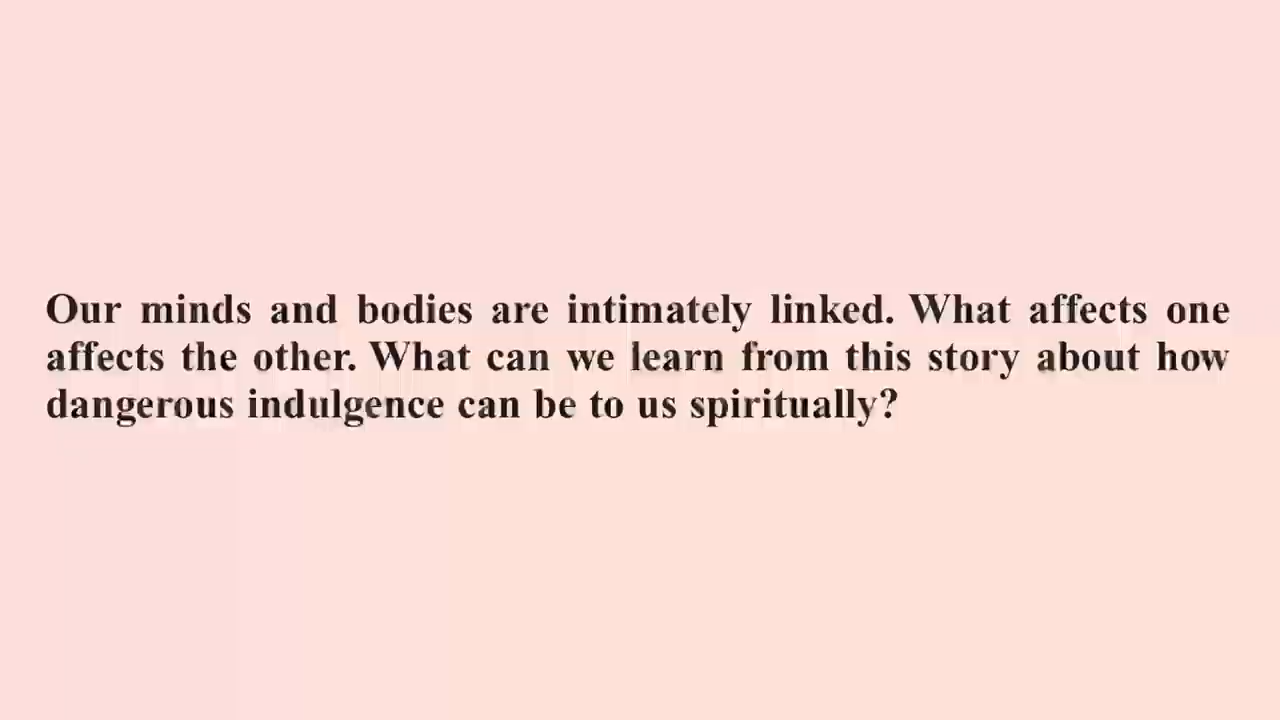 Our minds and bodies are intimately linked. What affects one
affects the other. What can we learn from this story about how
dangerous indulgence can be to us spiritually?